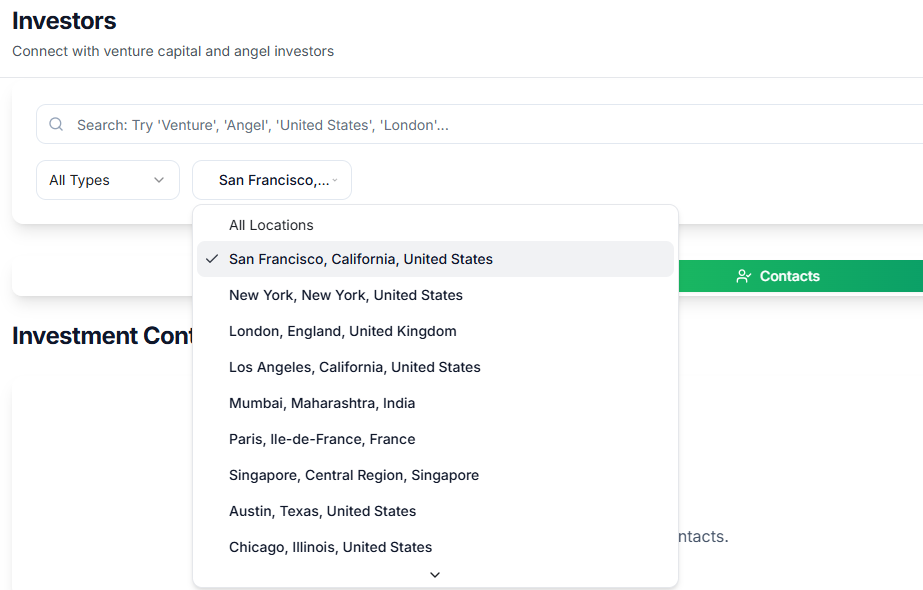 Investors
Connect with venture capital and angel investors
Search: Try 'Venture', 'Angel', 'United States', 'London'...
All Types
San Francisco,...
All Locations
San Francisco, California, United States
New York, New York, United States
London, England, United Kingdom
Los Angeles, California, United States
Mumbai, Maharashtra, India
Paris, Ile-de-France, France
Singapore, Central Region, Singapore
Austin, Texas, United States
Chicago, Illinois, United States
Contacts
Investment Cont
ntacts.